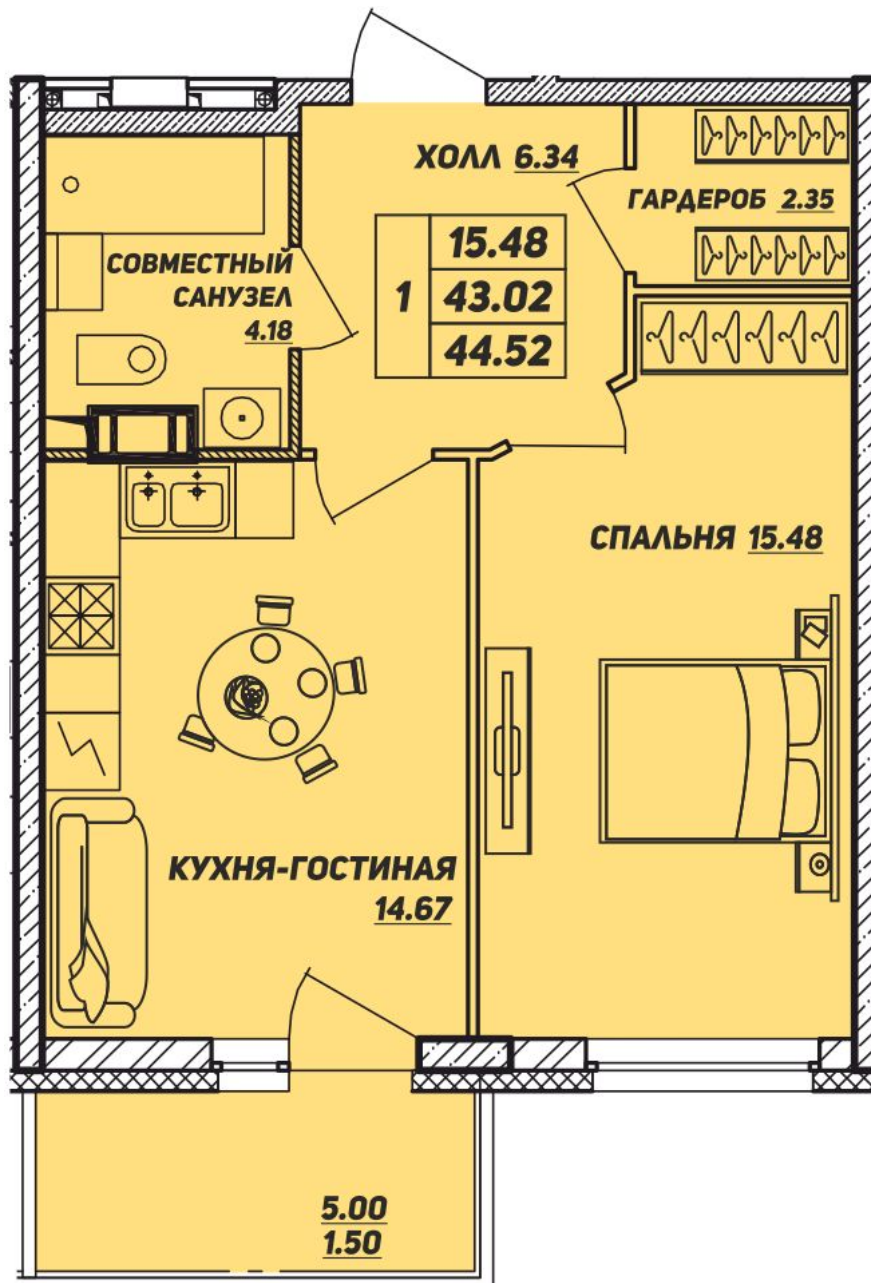 ХОЛЛ 6.34
ГАРДЕРОБ 2.35
15.48
1 43.02
44.52
СОВМЕСТНЫЙ
САНУЗЕЛ
4.18
СПАЛЬНЯ 15.48
КУХНЯ-ГОСТИНАЯ
14.67
5.00
1.50